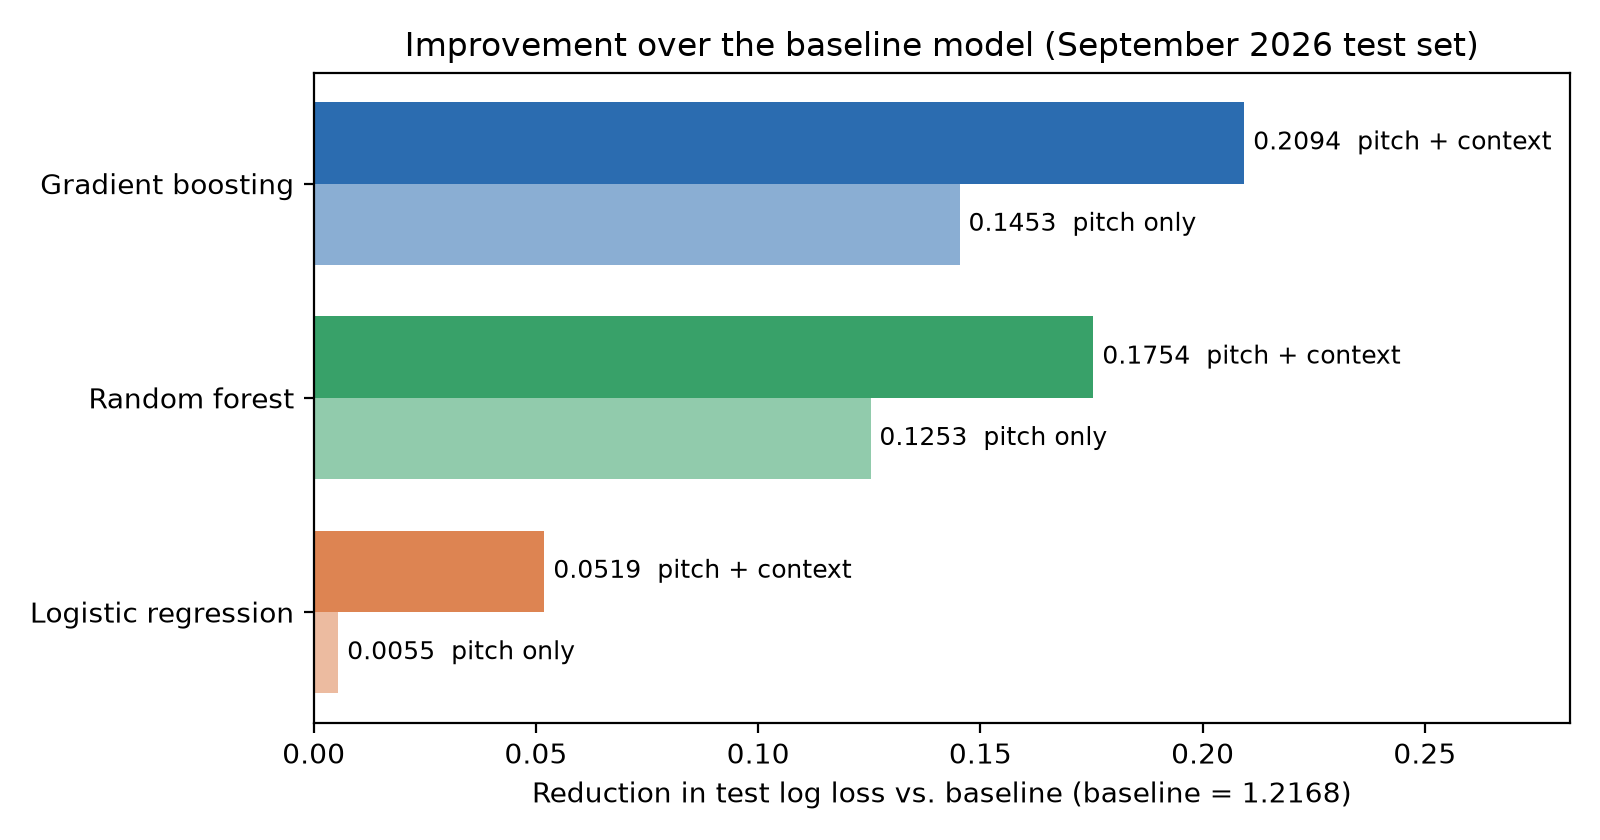 Improvement over the baseline model (September 2026 test set)
Gradient boosting
0.2094 pitch + context
0.1453 pitch only
Random forest
0.1754 pitch + context
0.1253 pitch only
Logistic regression
0.0519 pitch + context
0.0055 pitch only
0.00 0.05 0.10 0.15 0.20 0.25
Reduction in test log loss vs. baseline (baseline = 1.2168)